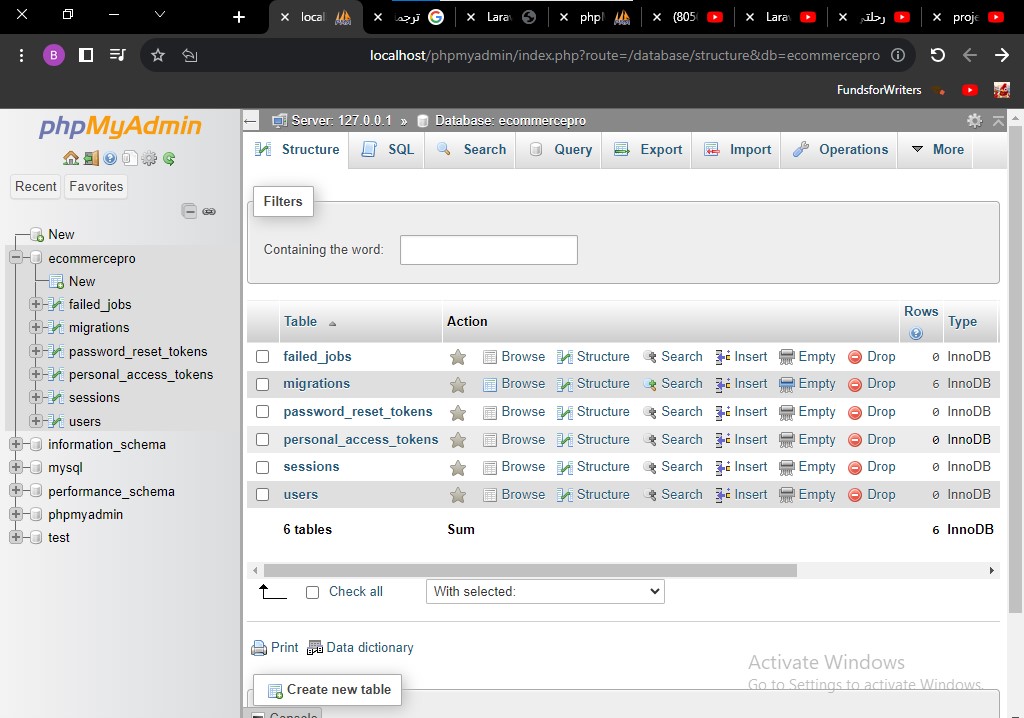 local
ترجما
Larav
phpM
(805)
Larav
رحلتي
proje
B
localhost/phpmyadmin/index.php?route=/database/structure&db=ecommercepro
FundsforWriters
phpMyAdmin
Recent
Favorites
New
ecommercepro
New
failed_jobs
migrations
password_reset_tokens
personal_access_tokens
sessions
users
information_schema
mysql
performance_schema
phpmyadmin
test
Server: 127.0.0.1 » Database: ecommercepro
Structure SQL Search Query Export Import Operations More
Filters
Containing the word:
Table Action Rows Type
failed_jobs Browse Structure Search Insert Empty Drop 0 InnoDB
migrations Browse Structure Search Insert Empty Drop 6 InnoDB
password_reset_tokens Browse Structure Search Insert Empty Drop 0 InnoDB
personal_access_tokens Browse Structure Search Insert Empty Drop 0 InnoDB
sessions Browse Structure Search Insert Empty Drop 0 InnoDB
users Browse Structure Search Insert Empty Drop 0 InnoDB
6 tables Sum 6 InnoDB
Check all With selected:
Print Data dictionary
Create new table
Console
Activate Windows
Go to Settings to activate Windows.